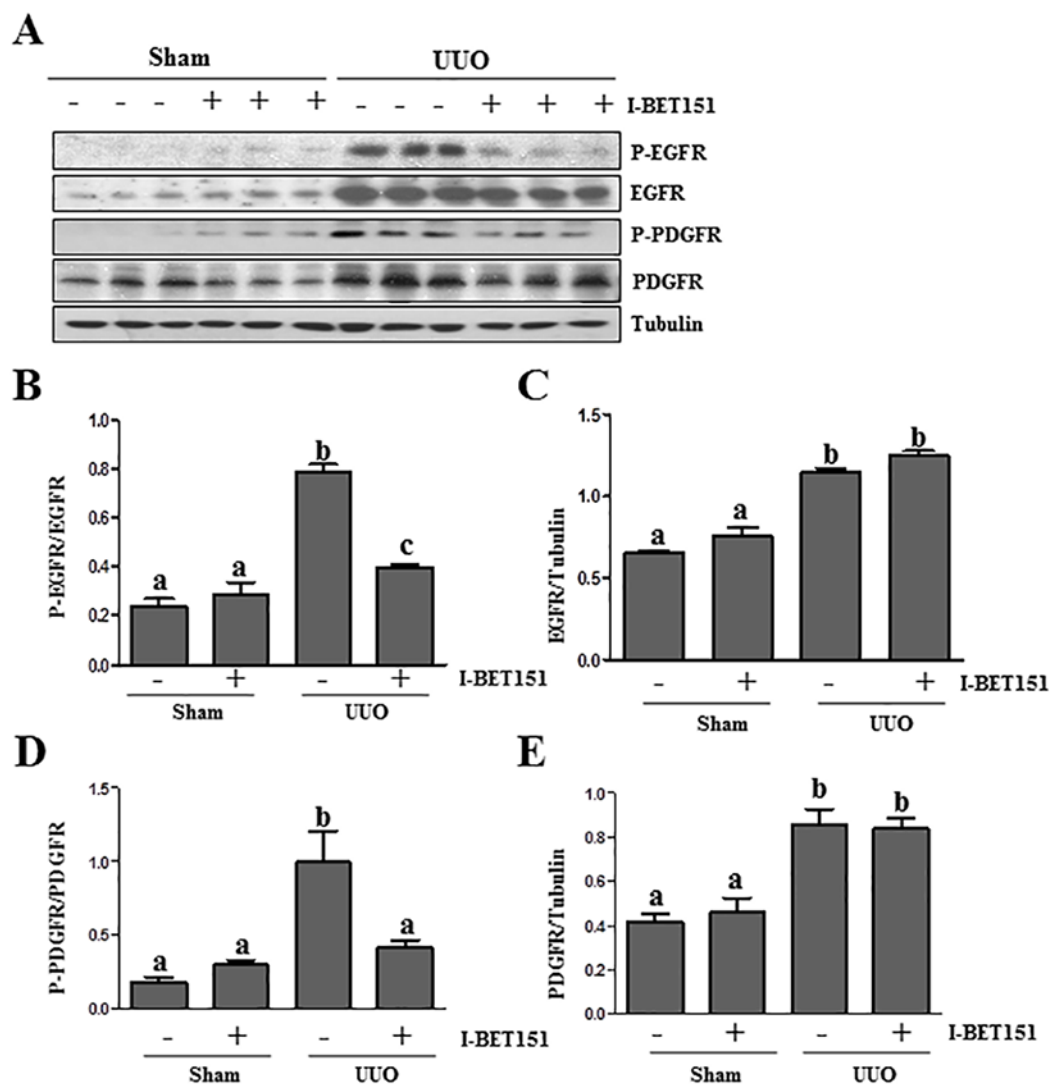 A
Sham UUO
- - - + + + - - - + + + I-BET151
P-EGFR
EGFR
P-PDGFR
PDGFR
Tubulin
B
P-EGFR/EGFR
1.0
0.8
0.6
0.4
0.2
0.0
a a b c
- + - + I-BET151
Sham UUO
C
EGFR/Tubulin
1.5
1.0
0.5
0.0
a a b b
- + - + I-BET151
Sham UUO
D
P-PDGFR/PDGFR
1.5
1.0
0.5
0.0
a a b a
- + - + I-BET151
Sham UUO
E
PDGFR/Tubulin
1.0
0.8
0.6
0.4
0.2
0.0
a a b b
- + - + I-BET151
Sham UUO